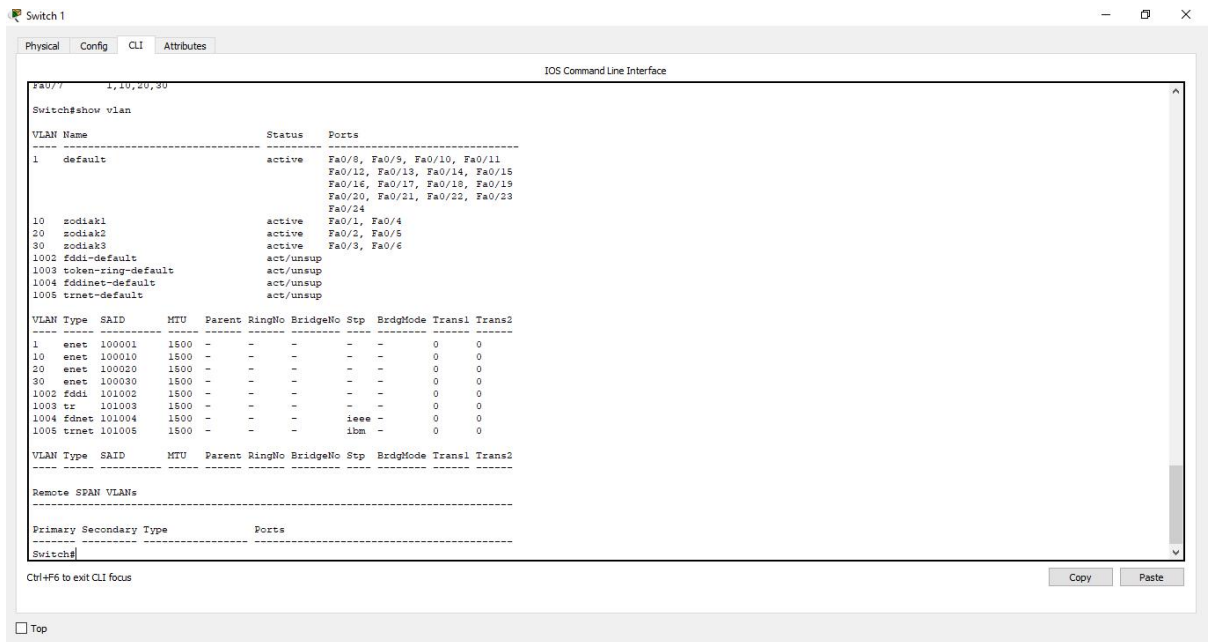 Switch 1
Physical Config CLI Attributes
IOS Command Line Interface
Fa0/7 1,10,20,30
Switch#show vlan
VLAN Name Status Ports
---- -------------------------------- --------- -------------------------------
1 default active Fa0/8, Fa0/9, Fa0/10, Fa0/11
Fa0/12, Fa0/13, Fa0/14, Fa0/15
Fa0/16, Fa0/17, Fa0/18, Fa0/19
Fa0/20, Fa0/21, Fa0/22, Fa0/23
Fa0/24
10 zodiak1 active Fa0/1, Fa0/4
20 zodiak2 active Fa0/2, Fa0/5
30 zodiak3 active Fa0/3, Fa0/6
1002 fddi-default act/unsup
1003 token-ring-default act/unsup
1004 fddinet-default act/unsup
1005 trnet-default act/unsup
VLAN Type SAID MTU Parent RingNo BridgeNo Stp BrdgMode Trans1 Trans2
---- ----- ---------- ----- ------ ------ -------- ---- -------- ------ ------
1 enet 100001 1500 - - - - - 0 0
10 enet 100010 1500 - - - - - 0 0
20 enet 100020 1500 - - - - - 0 0
30 enet 100030 1500 - - - - - 0 0
1002 fddi 101002 1500 - - - - - 0 0
1003 tr 101003 1500 - - - - - 0 0
1004 fdnet 101004 1500 - - - ieee - 0 0
1005 trnet 101005 1500 - - - ibm - 0 0
VLAN Type SAID MTU Parent RingNo BridgeNo Stp BrdgMode Trans1 Trans2
---- ----- ---------- ----- ------ ------ -------- ---- -------- ------ ------
Remote SPAN VLANs
------------------------------------------------------------------------------
Primary Secondary Type Ports
------- --------- ----------------- ------------------------------------------
Switch#
Ctrl+F6 to exit CLI focus
Copy Paste
Top